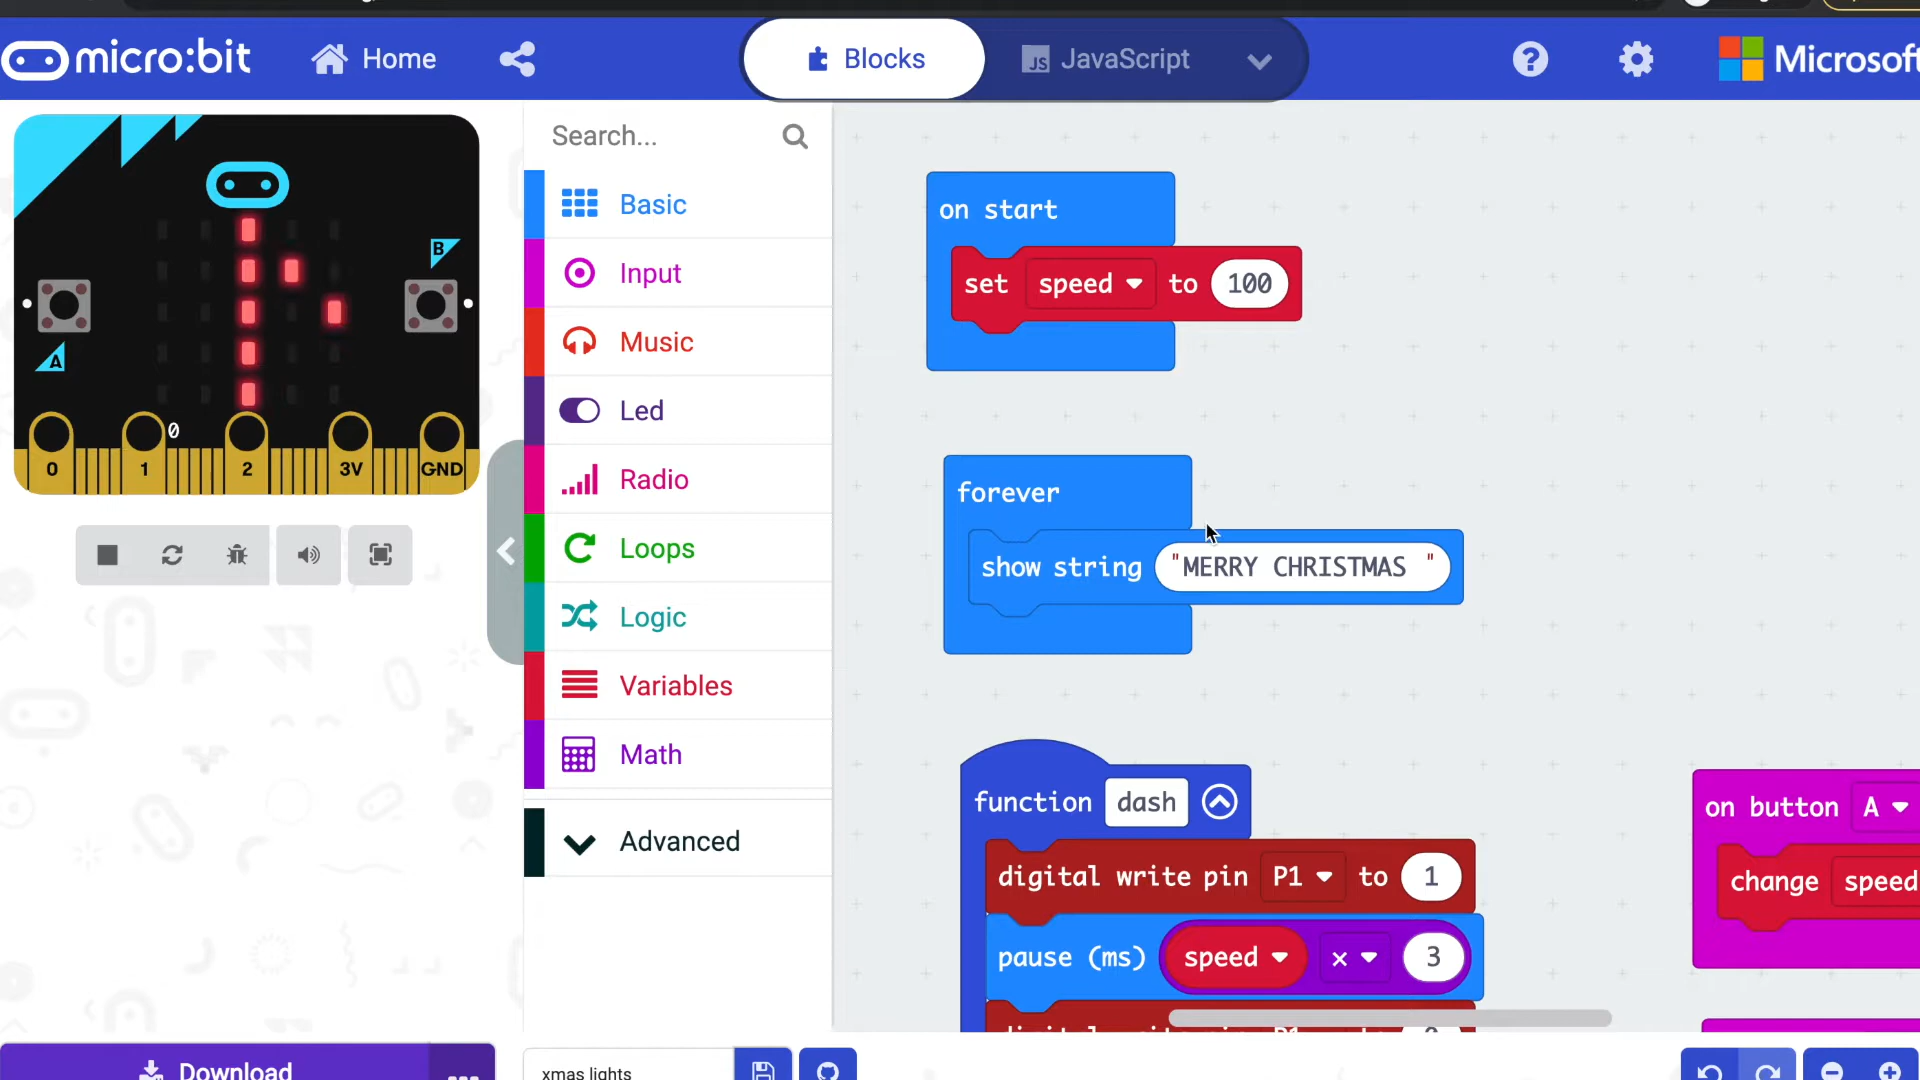 micro:bit
Home
Blocks
JS JavaScript
?
Microsoft
B
A
0
0 1 2 3V GND
Search...
Basic
Input
Music
Led
Radio
Loops
Logic
Variables
Math
Advanced
on start
set speed to 100
forever
show string "MERRY CHRISTMAS "
function dash
digital write pin P1 to 1
pause (ms) speed × 3
on button A
change speed
Download
xmas lights